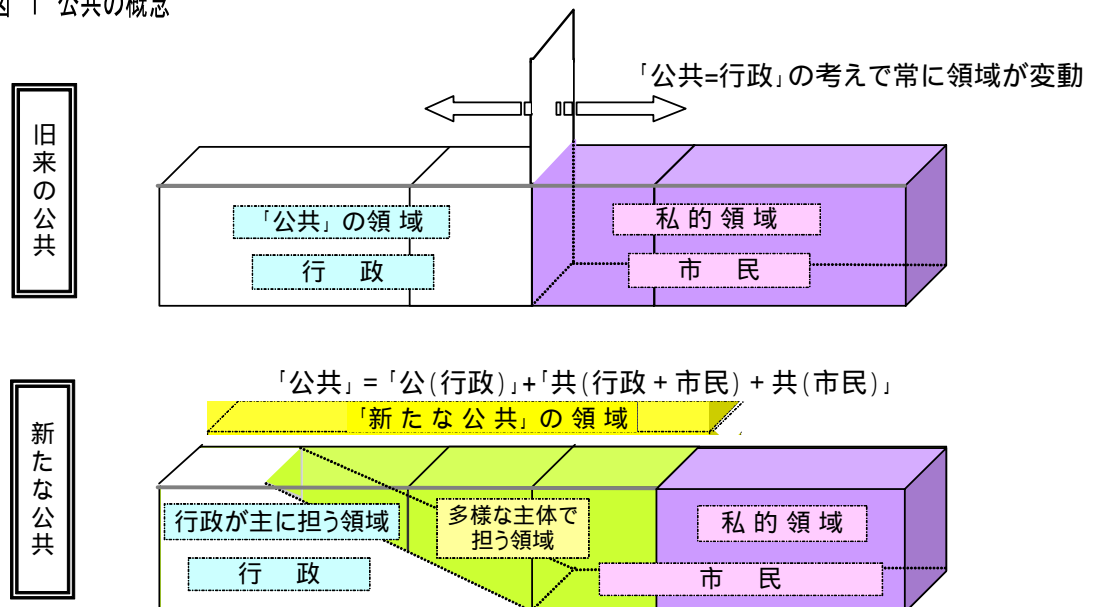 図 1 公共の概念
「公共=行政」の考えで常に領域が変動
旧来の公共
「公共」の領域
行 政
私的領域
市 民
「公共」=「公(行政)」+「共(行政+市民)+共(市民)」
「新たな公共」の領域
新たな公共
行政が主に担う領域
行 政
多様な主体で
担う領域
私的領域
市 民